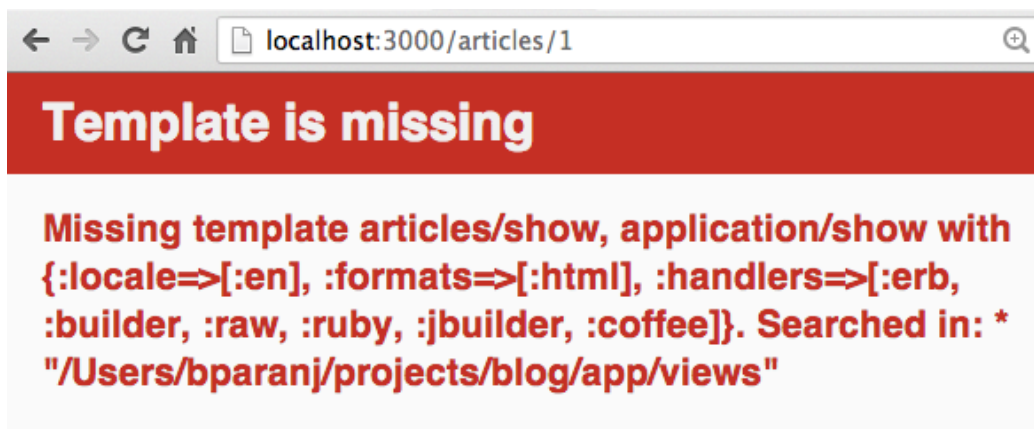 localhost:3000/articles/1
Template is missing
Missing template articles/show, application/show with
{:locale=>[:en], :formats=>[:html], :handlers=>[:erb,
:builder, :raw, :ruby, :jbuilder, :coffee]}. Searched in: *
"/Users/bparanj/projects/blog/app/views"